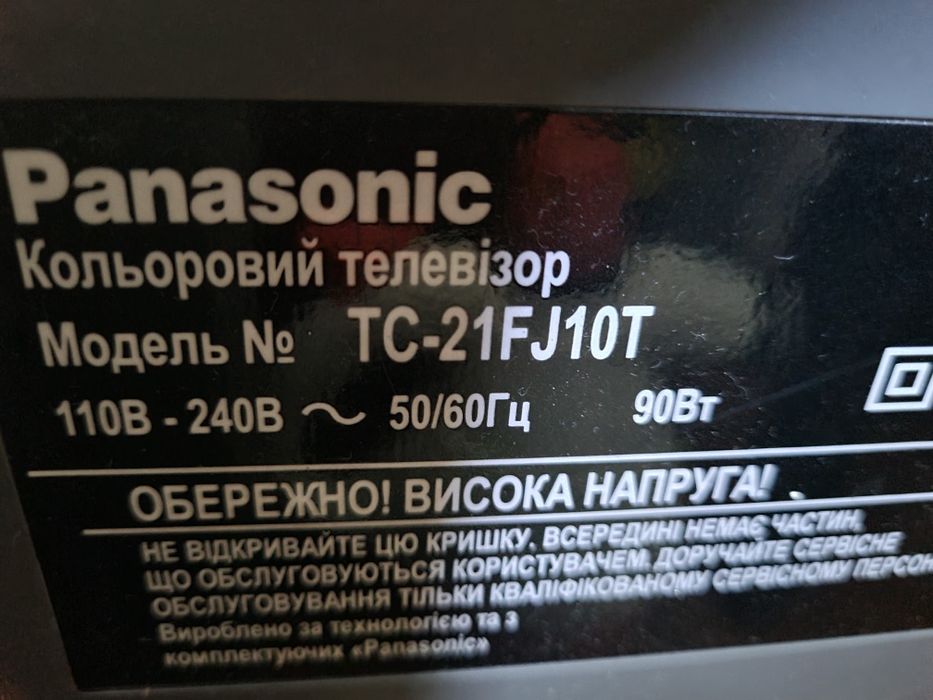 Panasonic
Кольоровий телевізор
Модель № TC-21FJ10T
110В - 240В ~ 50/60Гц 90Вт
ОБЕРЕЖНО! ВИСОКА НАПРУГА!
НЕ ВІДКРИВАЙТЕ ЦЮ КРИШКУ. ВСЕРЕДИНІ НЕМАЄ ЧАСТИН,
ЩО ОБСЛУГОВУЮТЬСЯ КОРИСТУВАЧЕМ. ДОРУЧАЙТЕ СЕРВІСНЕ
ОБСЛУГОВУВАННЯ ТІЛЬКИ КВАЛІФІКОВАНОМУ СЕРВІСНОМУ ПЕРСОН
Вироблено за технологією та з
комплектуючих «Panasonic»